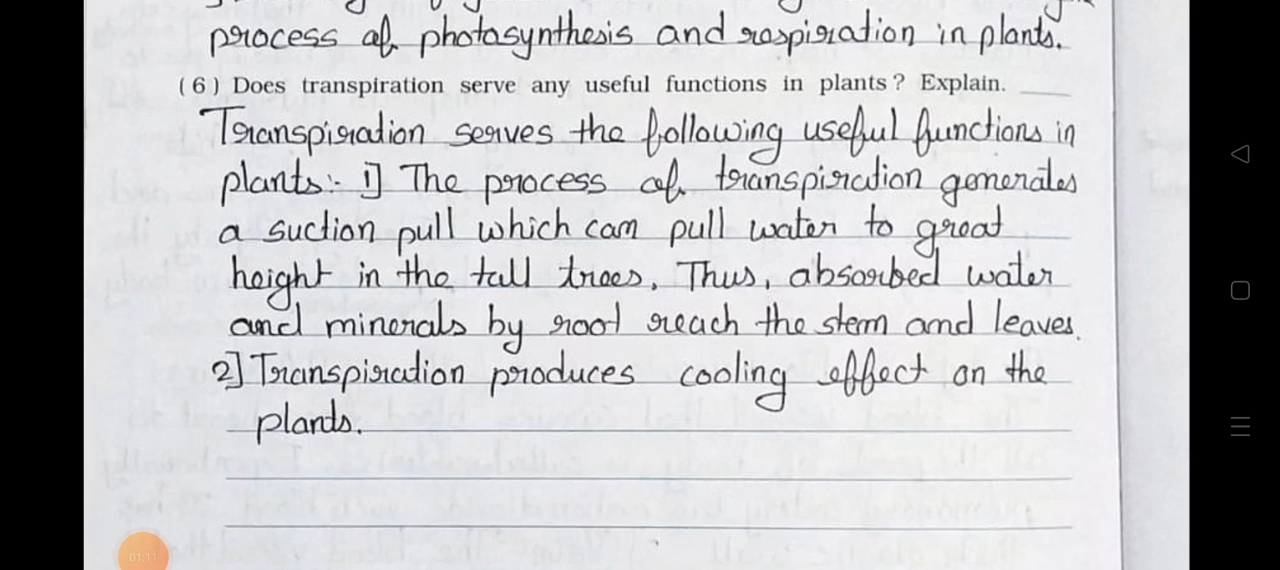 process of photosynthesis and respiration in plants.
(6) Does transpiration serve any useful functions in plants? Explain.
Transpiration serves the following useful functions in
plants:- 1] The process of transpiration generates
a suction pull which can pull water to great
height in the tall trees. Thus, absorbed water
and minerals by root reach the stem and leaves.
2] Transpiration produces cooling effect on the
plants.
01:11